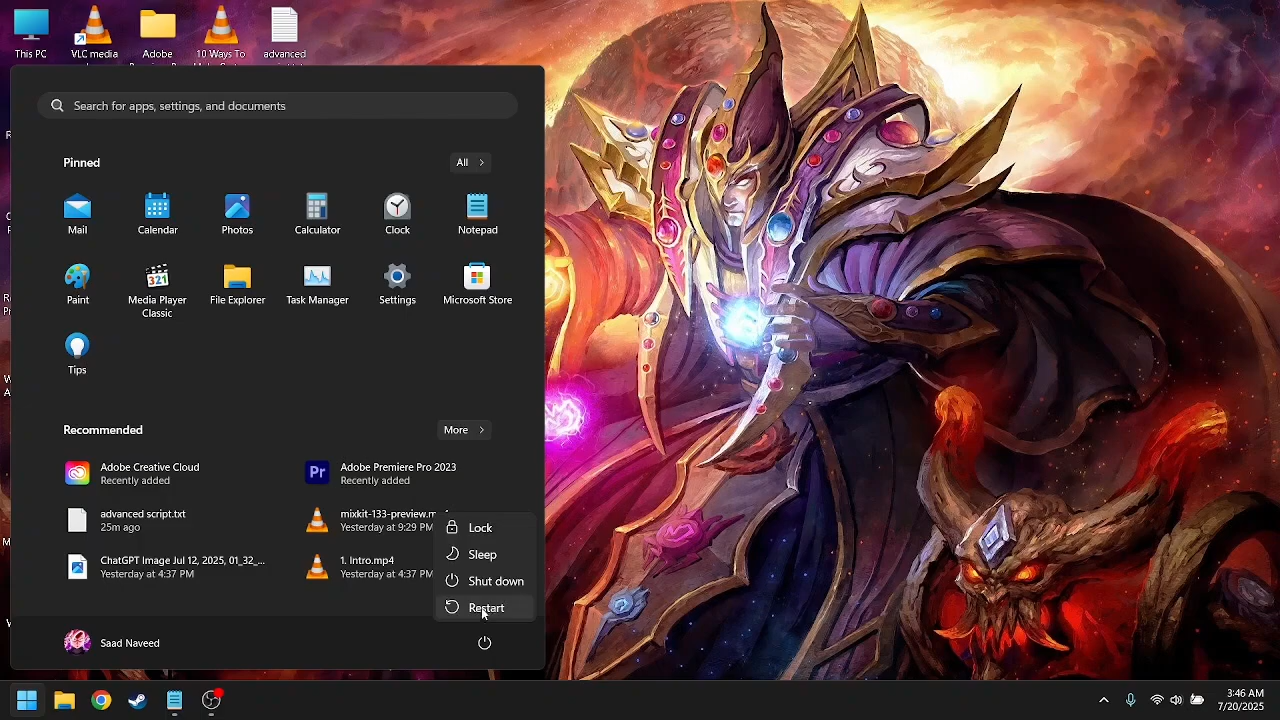 This PC
VLC media
Adobe
10 Ways To
advanced
Search for apps, settings, and documents
Pinned
All
Mail
Calendar
Photos
Calculator
Clock
Notepad
Paint
Media Player
Classic
File Explorer
Task Manager
Settings
Microsoft Store
Tips
Recommended
More
Adobe Creative Cloud
Recently added
Pr
Adobe Premiere Pro 2023
Recently added
advanced script.txt
25m ago
mixkit-133-preview.m
Yesterday at 9:29 PM
ChatGPT Image Jul 12, 2025, 01_32_...
Yesterday at 4:37 PM
1. Intro.mp4
Yesterday at 4:37 PM
Lock
Sleep
Shut down
Restart
Saad Naveed
3:46 AM
7/20/2025